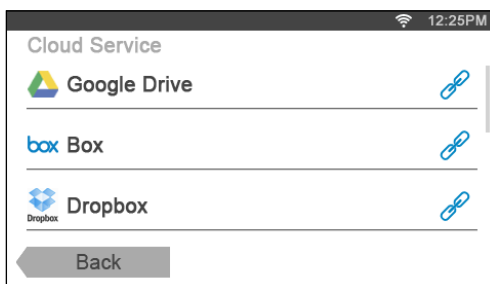 12:25PM
Cloud Service
Google Drive
box Box
Dropbox Dropbox
Back